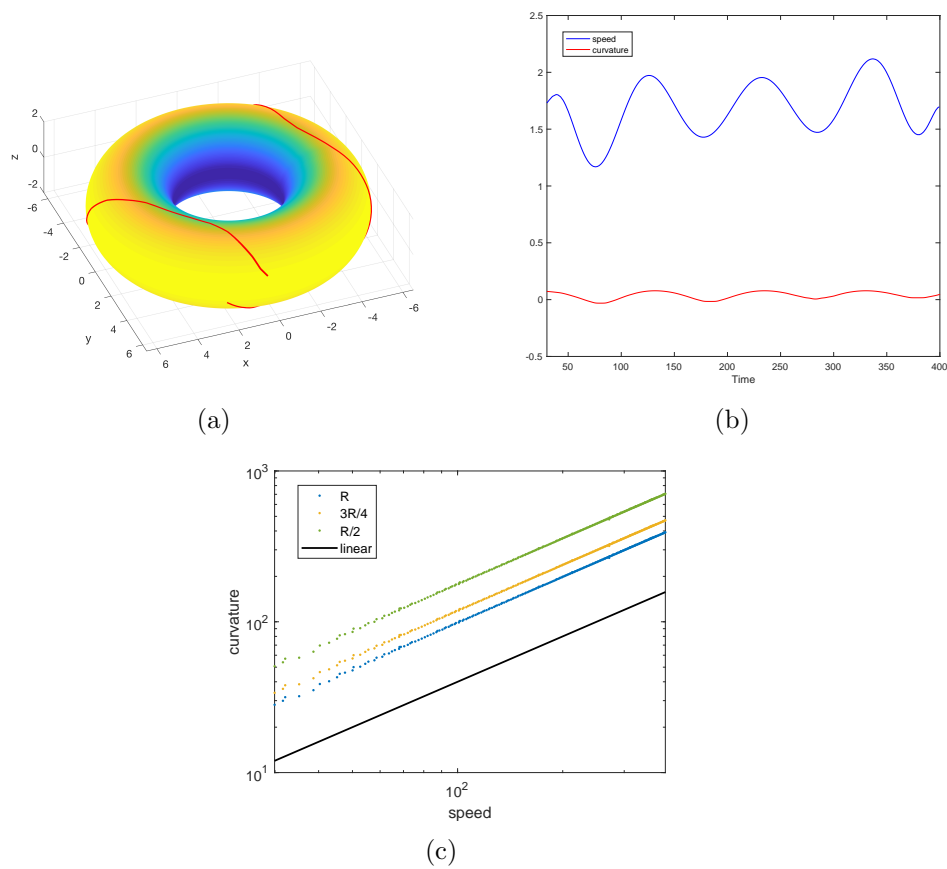 2
0
-2
z
-6
-4
-2
0
2
4
6
y
6
4
2
0
-2
-4
-6
x
(a)
2.5
2
1.5
1
0.5
0
-0.5
speed
curvature
50
100
150
200
250
300
350
400
Time
(b)
10^3
10^2
10^1
curvature
R
3R/4
R/2
linear
10^2
speed
(c)